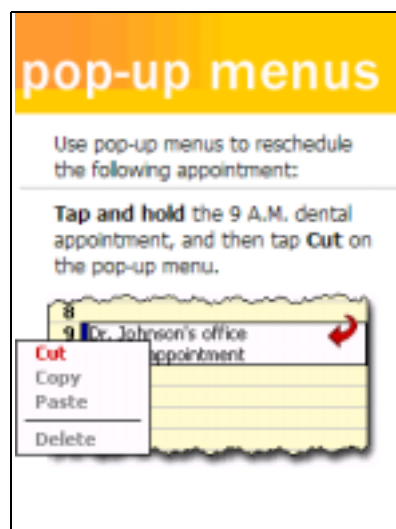 pop-up menus
Use pop-up menus to reschedule
the following appointment:
Tap and hold the 9 A.M. dental
appointment, and then tap Cut on
the pop-up menu.
8
9 Dr. Johnson's office
appointment
Cut
Copy
Paste
Delete